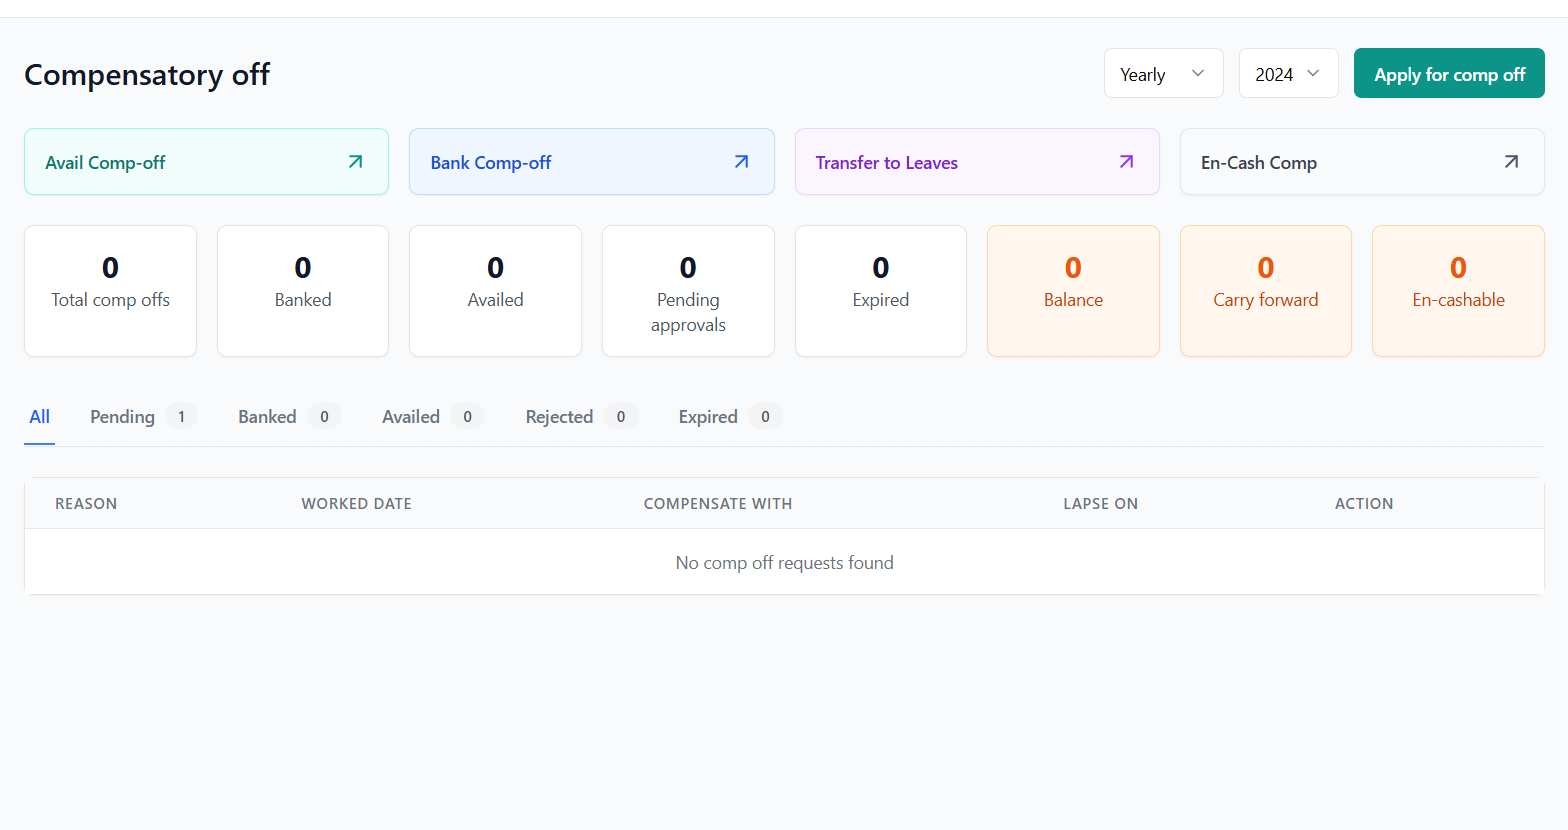 Compensatory off
Yearly
2024
Apply for comp off
Avail Comp-off
Bank Comp-off
Transfer to Leaves
En-Cash Comp
0
Total comp offs
0
Banked
0
Availed
0
Pending
approvals
0
Expired
0
Balance
0
Carry forward
0
En-cashable
All
Pending 1
Banked 0
Availed 0
Rejected 0
Expired 0
REASON
WORKED DATE
COMPENSATE WITH
LAPSE ON
ACTION
No comp off requests found